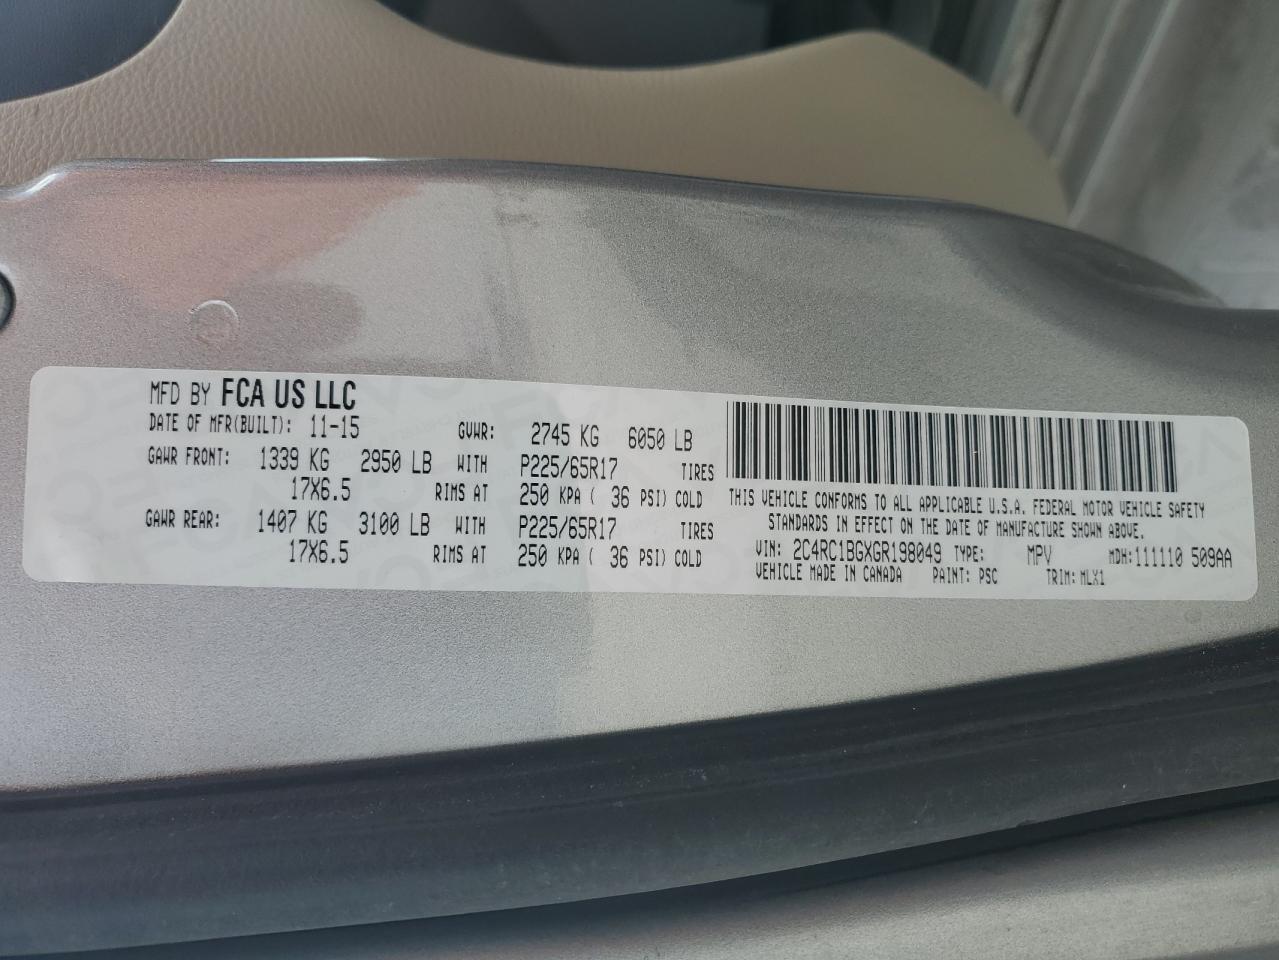 MFD BY FCA US LLC
DATE OF MFR(BUILT): 11-15 GVWR: 2745 KG 6050 LB
GAWR FRONT: 1339 KG 2950 LB WITH P225/65R17 TIRES
17X6.5 RIMS AT 250 KPA ( 36 PSI) COLD
GAWR REAR: 1407 KG 3100 LB WITH P225/65R17 TIRES
17X6.5 RIMS AT 250 KPA ( 36 PSI) COLD
THIS VEHICLE CONFORMS TO ALL APPLICABLE U.S.A. FEDERAL MOTOR VEHICLE SAFETY
STANDARDS IN EFFECT ON THE DATE OF MANUFACTURE SHOWN ABOVE.
VIN: 2C4RC1BGXGR198049 TYPE: MPV MDH:111110 509AA
VEHICLE MADE IN CANADA PAINT: PSC TRIM: MLX1